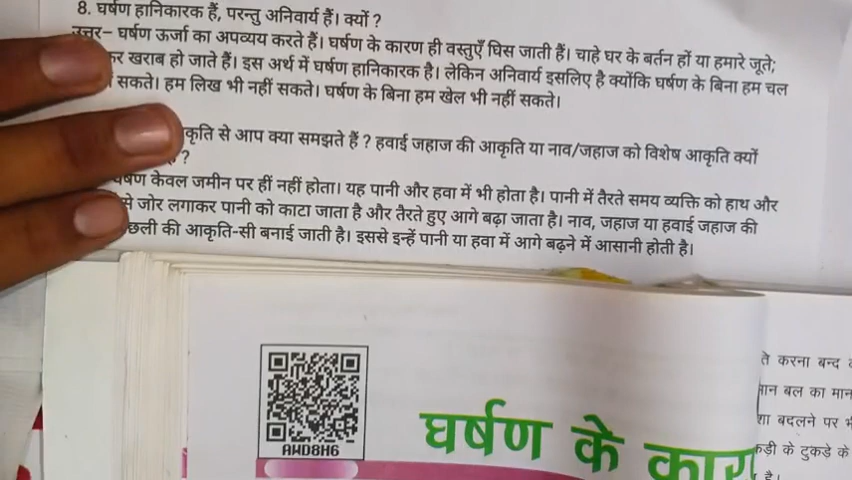 8. घर्षण हानिकारक हैं, परन्तु अनिवार्य हैं। क्यों ?
उत्तर– घर्षण ऊर्जा का अपव्यय करते हैं। घर्षण के कारण ही वस्तुएँ घिस जाती हैं। चाहे घर के बर्तन हों या हमारे जूते;
कर खराब हो जाते हैं। इस अर्थ में घर्षण हानिकारक है। लेकिन अनिवार्य इसलिए है क्योंकि घर्षण के बिना हम चल
सकते। हम लिख भी नहीं सकते। घर्षण के बिना हम खेल भी नहीं सकते।
कृति से आप क्या समझते हैं ? हवाई जहाज की आकृति या नाव/जहाज को विशेष आकृति क्यों
?
केवल जमीन पर हीं नहीं होता। यह पानी और हवा में भी होता है। पानी में तैरते समय व्यक्ति को हाथ और
से जोर लगाकर पानी को काटा जाता है और तैरते हुए आगे बढ़ा जाता है। नाव, जहाज या हवाई जहाज की
छली की आकृति-सी बनाई जाती है। इससे इन्हें पानी या हवा में आगे बढ़ने में आसानी होती है।
AWD8H6
घर्षण के कार
ते करना बन्द
मान बल का मान
शा बदलने पर
कड़ी के टुकड़े के
है।